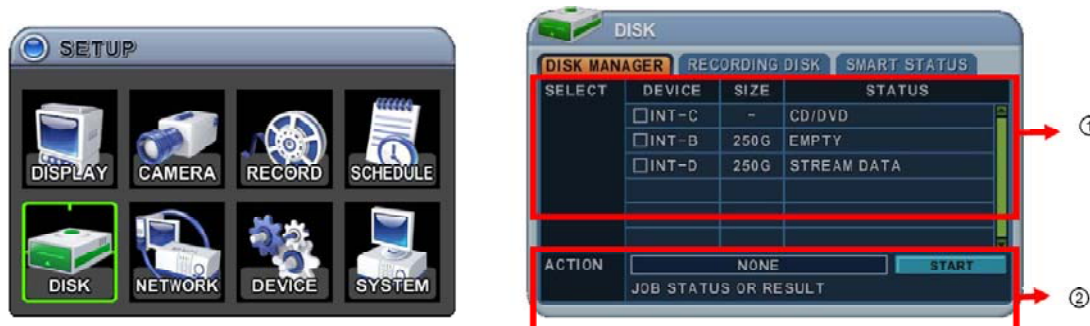 SETUP
DISPLAY CAMERA RECORD SCHEDULE
DISK NETWORK DEVICE SYSTEM
DISK
DISK MANAGER RECORDING DISK SMART STATUS
SELECT DEVICE SIZE STATUS
INT-C - CD/DVD
INT-B 250G EMPTY
INT-D 250G STREAM DATA
ACTION NONE START
JOB STATUS OR RESULT
①
②